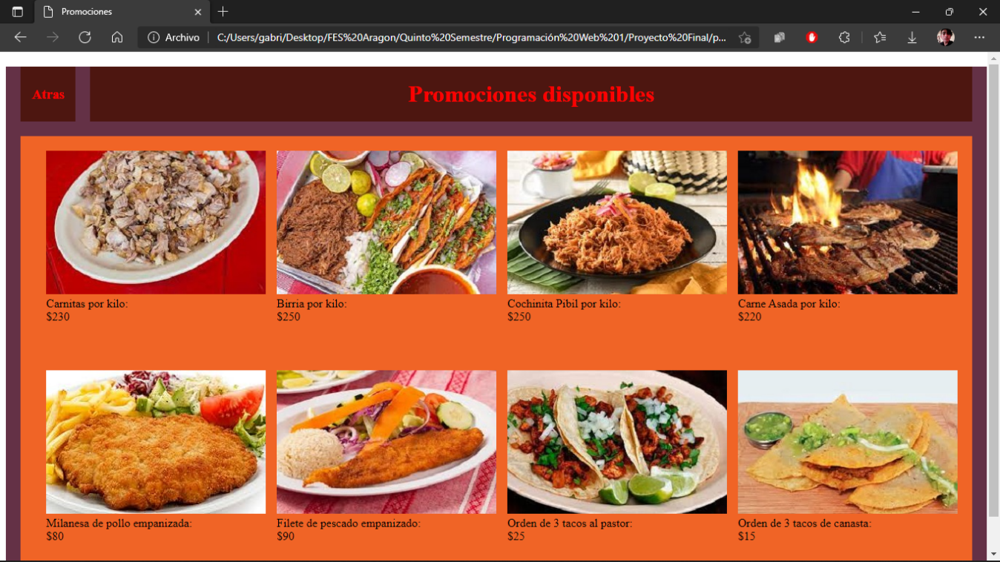 Promociones
Archivo
C:/Users/gabri/Desktop/FES%20Aragon/Quinto%20Semestre/Programación%20Web%201/Proyecto%20Final/p...
Atras
Promociones disponibles
Carnitas por kilo:
$230
Birria por kilo:
$250
Cochinita Pibil por kilo:
$250
Carne Asada por kilo:
$220
Milanesa de pollo empanizada:
$80
Filete de pescado empanizado:
$90
Orden de 3 tacos al pastor:
$25
Orden de 3 tacos de canasta:
$15